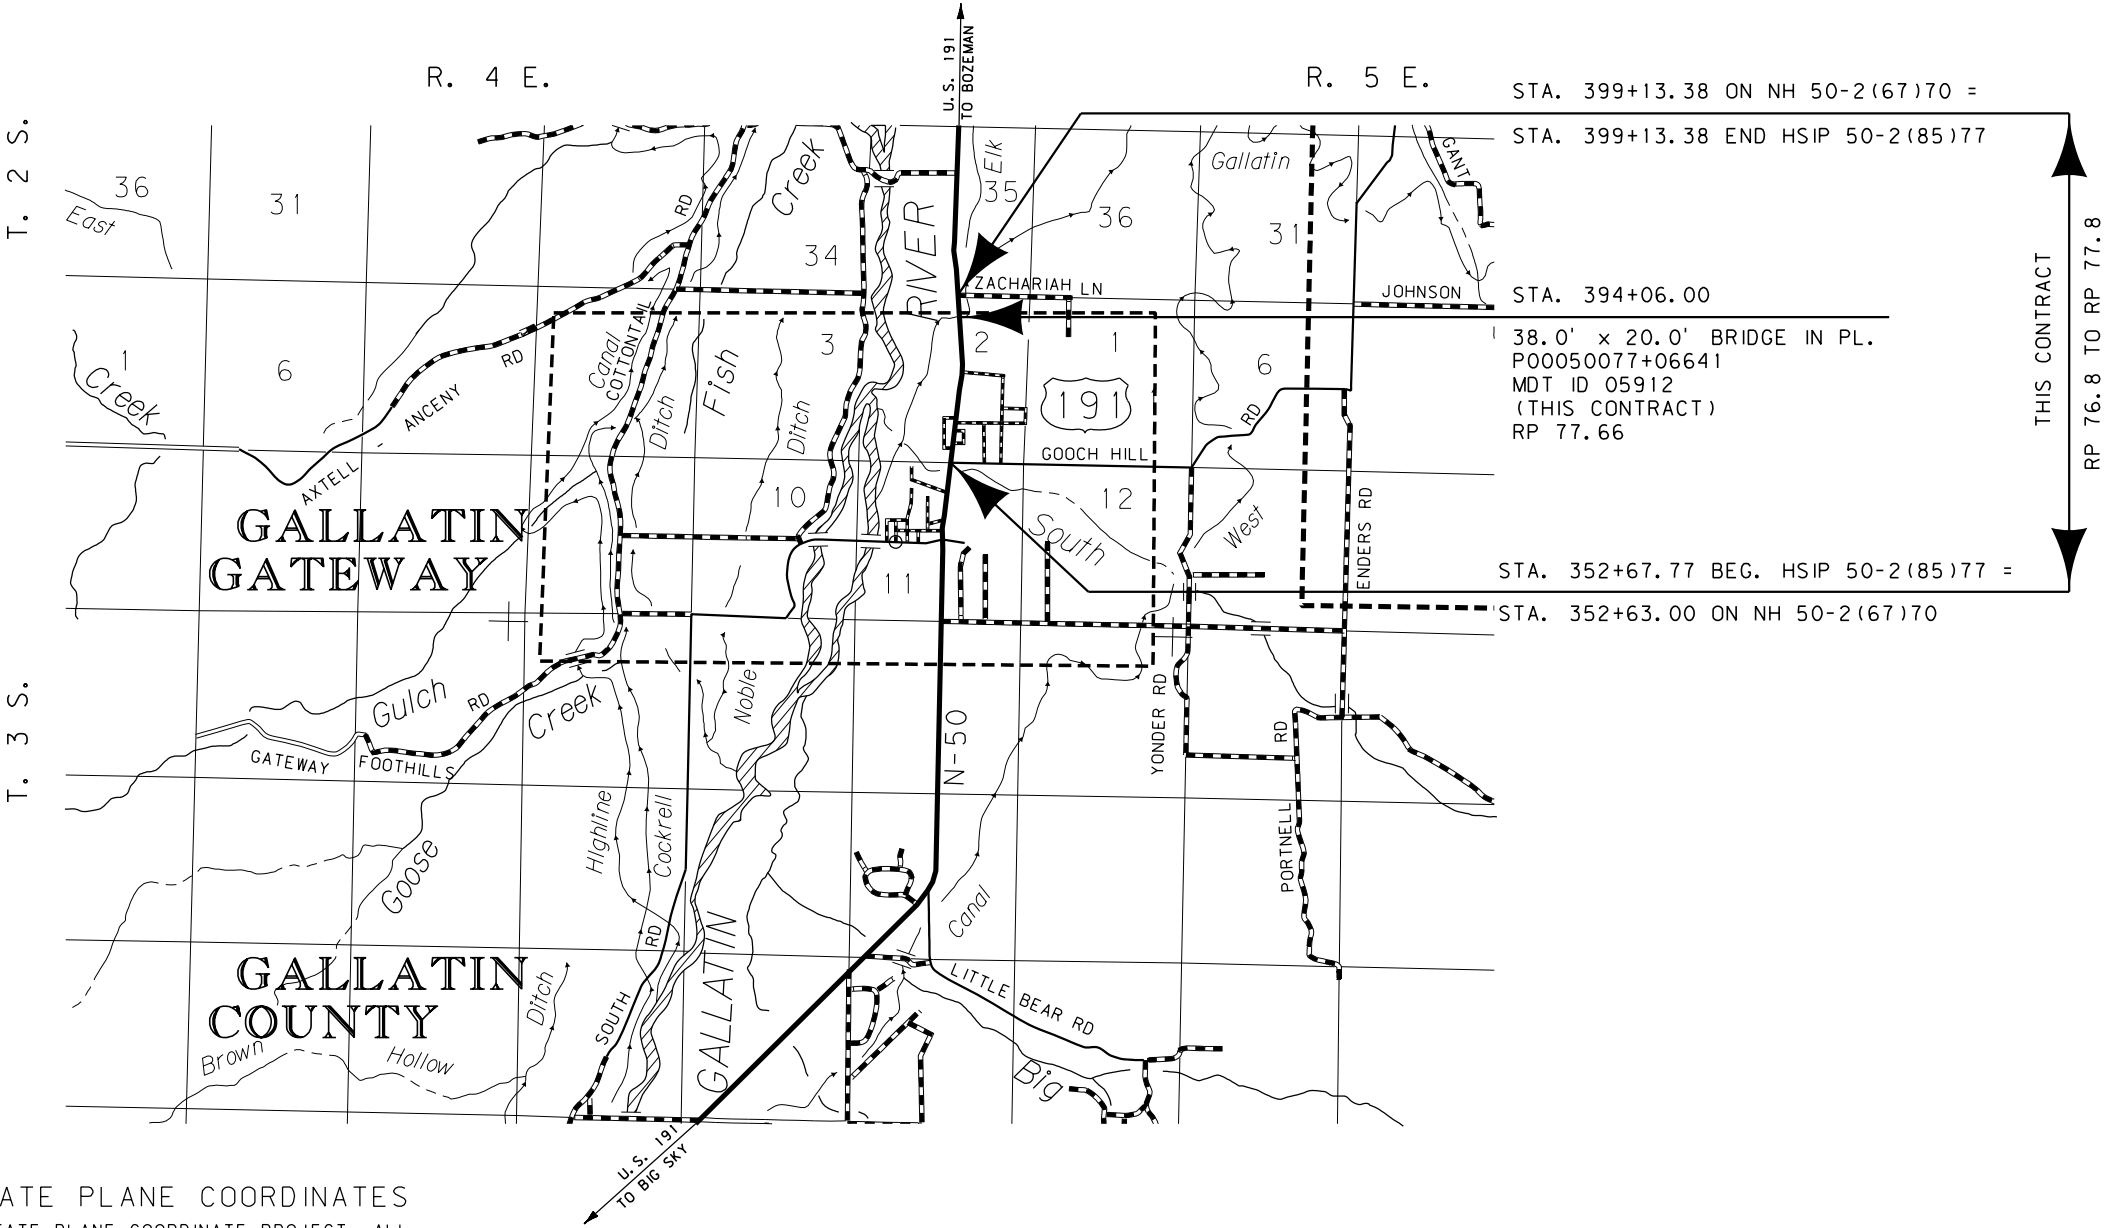 U.S. 191
TO BOZEMAN
R. 4 E.
R. 5 E.
STA. 399+13.38 ON NH 50-2(67)70 =
STA. 399+13.38 END HSIP 50-2(85)77
T. 2 S.
36
31
East
RD
Creek
34
RIVER
Elk
35
36
Gallatin
31
GANT
ZACHARIAH LN
JOHNSON
STA. 394+06.00
38.0' x 20.0' BRIDGE IN PL.
P00050077+06641
MDT ID 05912
(THIS CONTRACT)
RP 77.66
THIS CONTRACT
RP 76.8 TO RP 77.8
1
Creek
6
RD
ANCENY
AXTELL
Canal
COTTONTAIL
Ditch
Fish
Ditch
3
2
1
191
6
RD
GOOCH HILL
10
12
South
West
ENDERS RD
11
GALLATIN
GATEWAY
STA. 352+67.77 BEG. HSIP 50-2(85)77 =
STA. 352+63.00 ON NH 50-2(67)70
T. 3 S.
Gulch
RD
Creek
GATEWAY
FOOTHILLS
Noble
N-50
YONDER RD
RD
PORTNELL
Highline
Cockrell
Goose
Canal
RD
SOUTH
GALLATIN
GALLATIN
COUNTY
Ditch
Brown
Hollow
LITTLE BEAR RD
Big
U.S. 191
TO BIG SKY
ATE PLANE COORDINATES